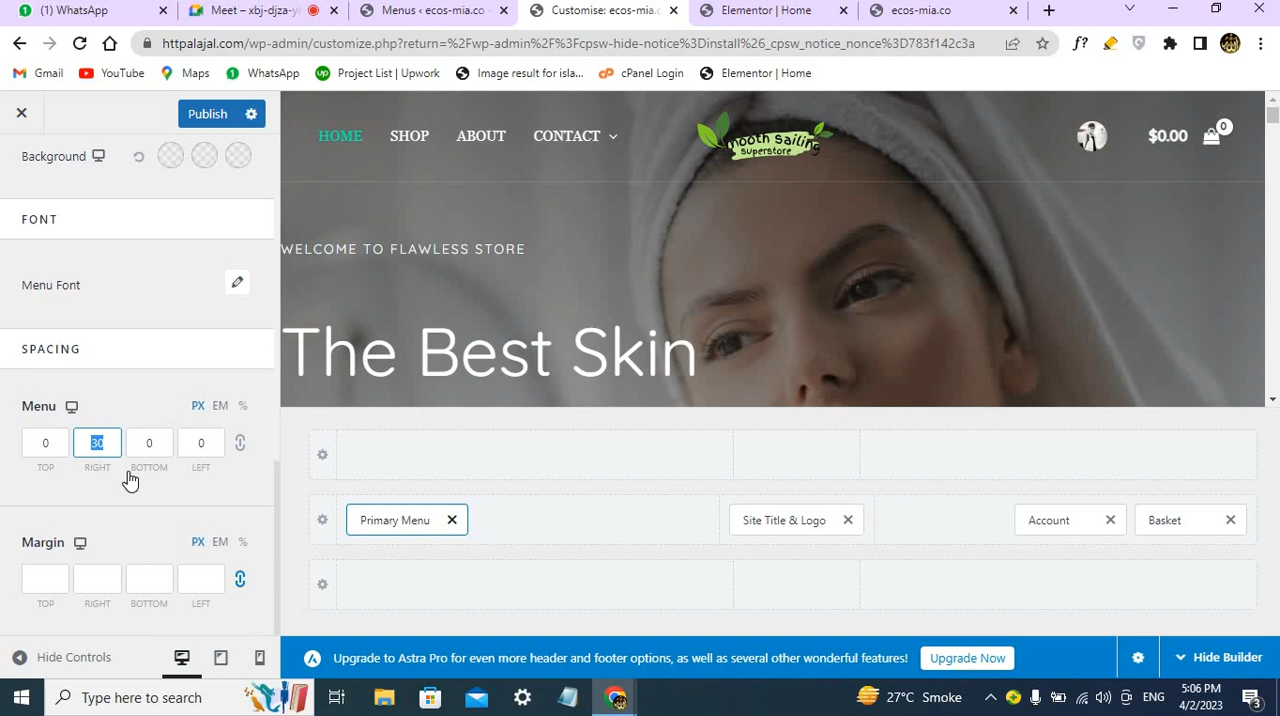 WhatsApp
Meet – xbj-djza-yi
Menus ‹ ecos-mia.co –
Customise: ecos-mia.c
Elementor | Home
ecos-mia.co
httpalajal.com/wp-admin/customize.php?return=%2Fwp-admin%2F%3Fcpsw-hide-notice%3Dinstall%26_cpsw_notice_nonce%3D783f142c3a
f?
Gmail
YouTube
Maps
WhatsApp
Project List | Upwork
Image result for isla...
cPanel Login
Elementor | Home
Publish
Background
FONT
Menu Font
SPACING
Menu
PX EM %
0 30 0 0
TOP RIGHT BOTTOM LEFT
Margin
PX EM %
TOP RIGHT BOTTOM LEFT
Hide Controls
HOME SHOP ABOUT CONTACT
mooth sailing
superstore
$0.00
0
WELCOME TO FLAWLESS STORE
The Best Skin
Primary Menu
Site Title & Logo
Account
Basket
Upgrade to Astra Pro for even more header and footer options, as well as several other wonderful features!
Upgrade Now
Hide Builder
Type here to search
27°C Smoke
ENG
5:06 PM
4/2/2023
3